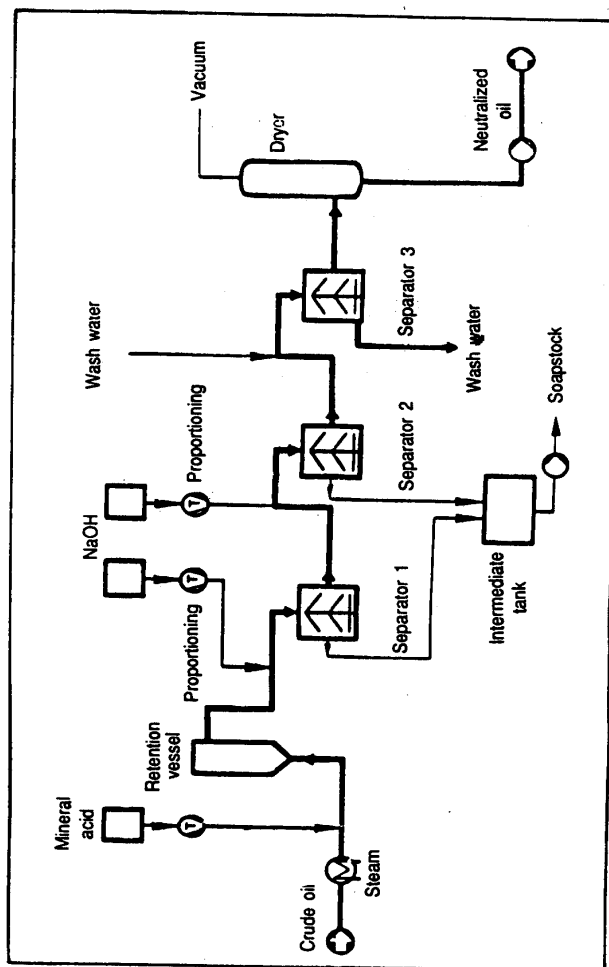 Crude oil
Steam
Mineral
acid
T
Retention
vessel
Proportioning
T
NaOH
T
Proportioning
Separator 1
Separator 2
Separator 3
Intermediate
tank
Soapstock
Wash water
Wash water
Vacuum
Dryer
Neutralized
oil